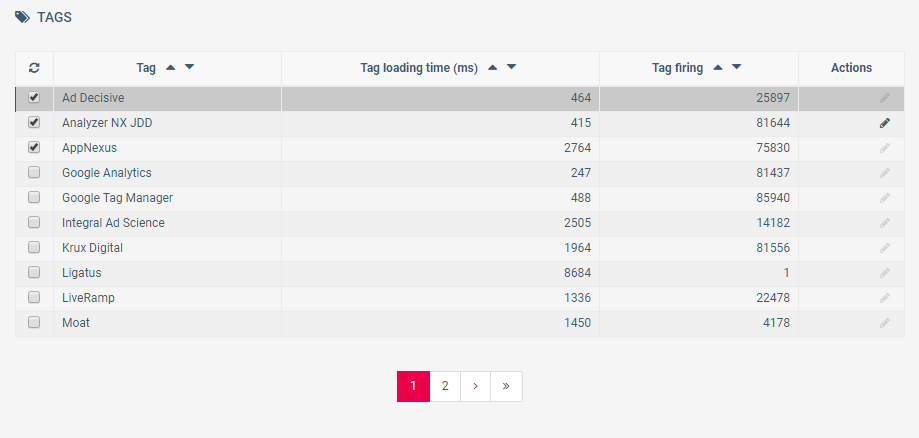 TAGS
Tag Tag loading time (ms) Tag firing Actions
Ad Decisive 464 25897
Analyzer NX JDD 415 81644
AppNexus 2764 75830
Google Analytics 247 81437
Google Tag Manager 488 85940
Integral Ad Science 2505 14182
Krux Digital 1964 81556
Ligatus 8684 1
LiveRamp 1336 22478
Moat 1450 4178
1 2 › »